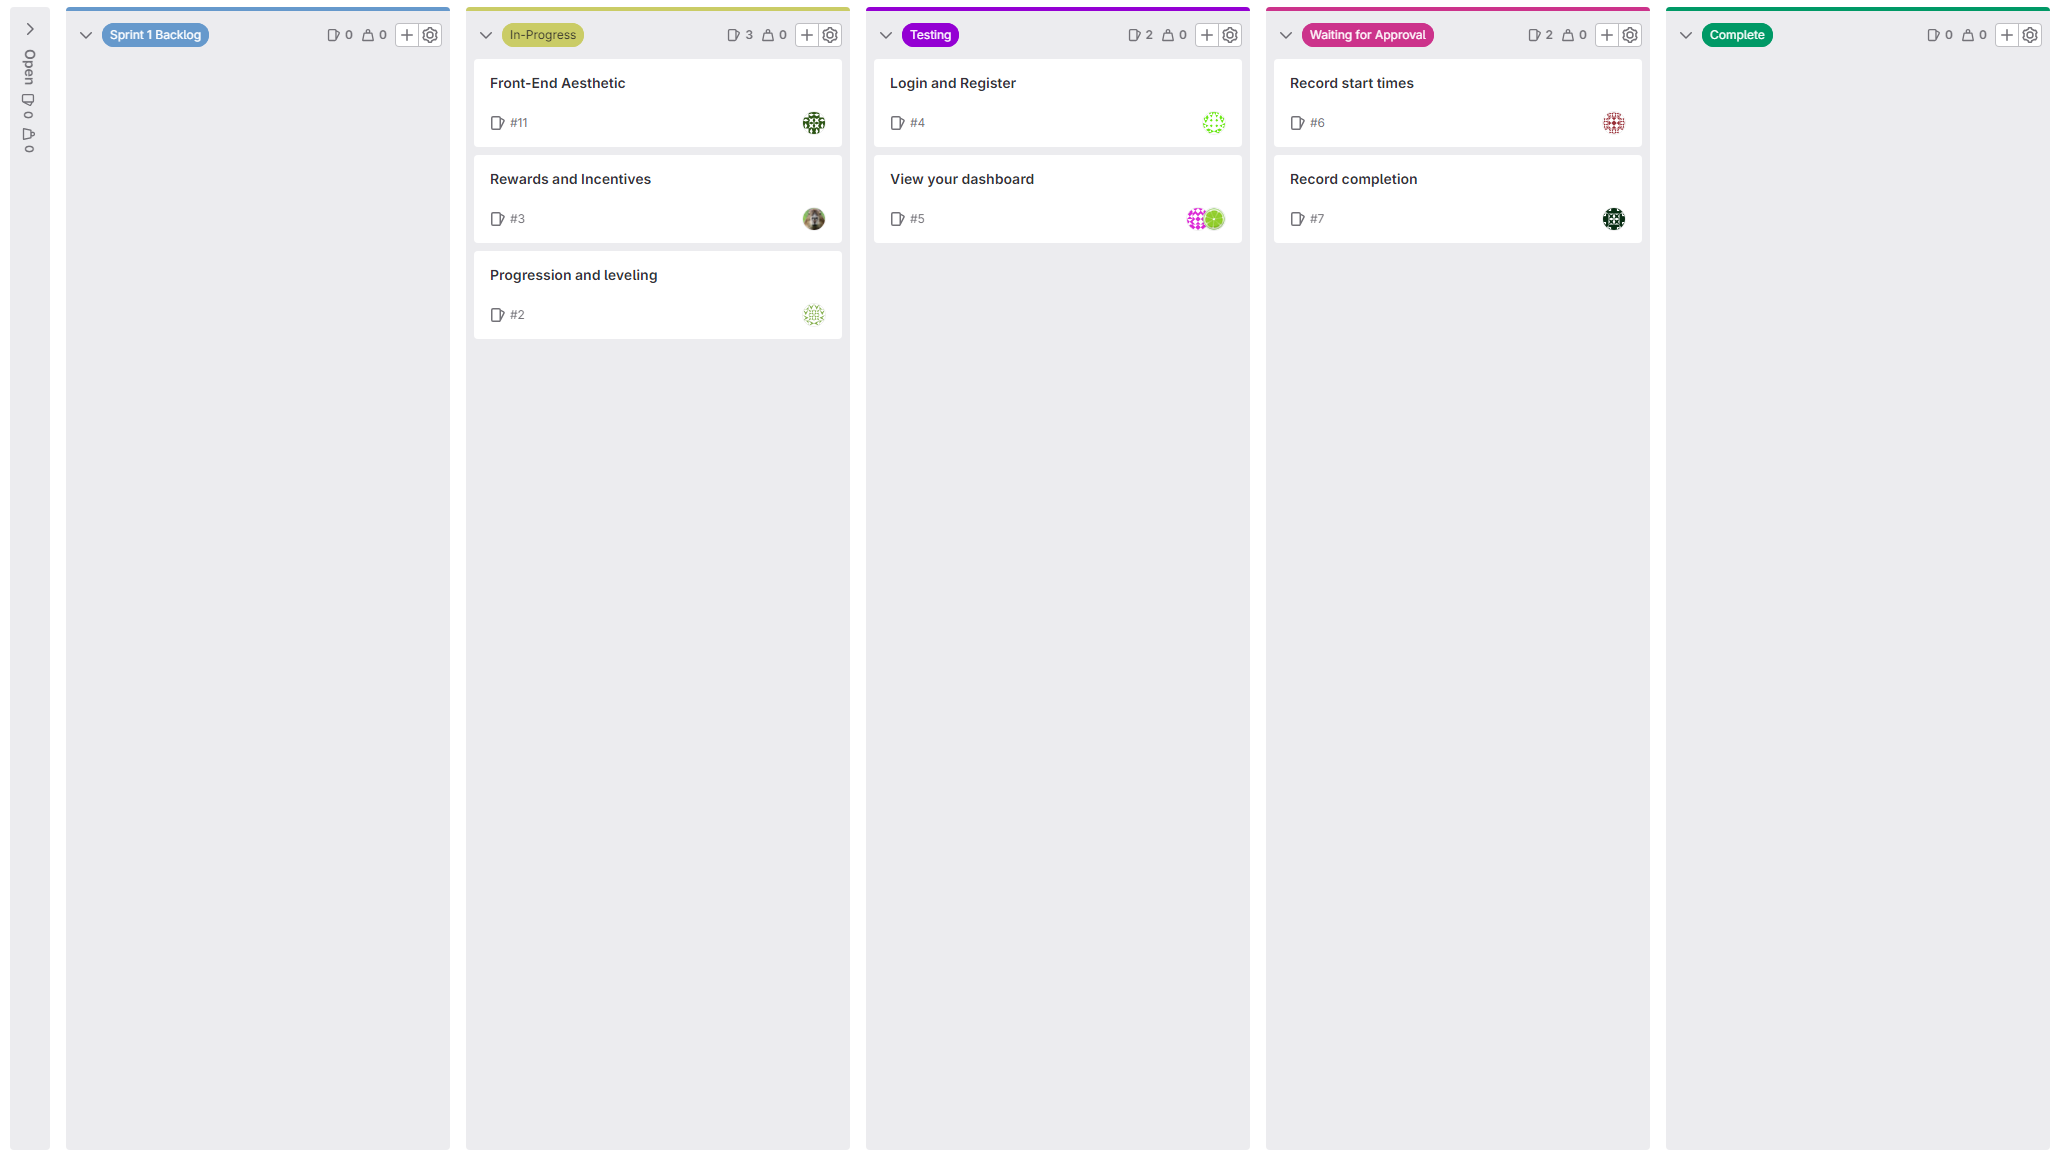 Open 0 0
Sprint 1 Backlog 0 0
In-Progress 3 0
Front-End Aesthetic
#11
Rewards and Incentives
#3
Progression and leveling
#2
Testing 2 0
Login and Register
#4
View your dashboard
#5
Waiting for Approval 2 0
Record start times
#6
Record completion
#7
Complete 0 0